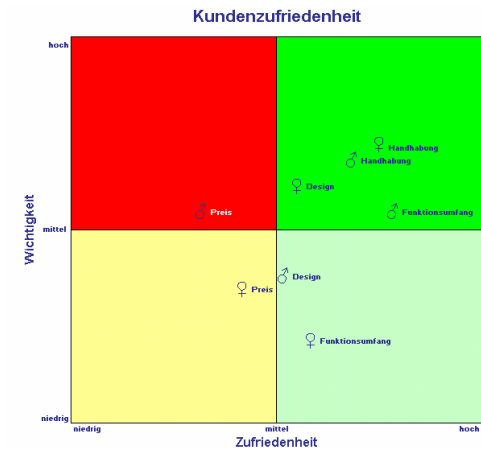 Kundenzufriedenheit
hoch
Handhabung
Handhabung
Design
Preis
Funktionsumfang
Wichtigkeit
mittel
Design
Preis
Funktionsumfang
niedrig
niedrig
mittel
hoch
Zufriedenheit